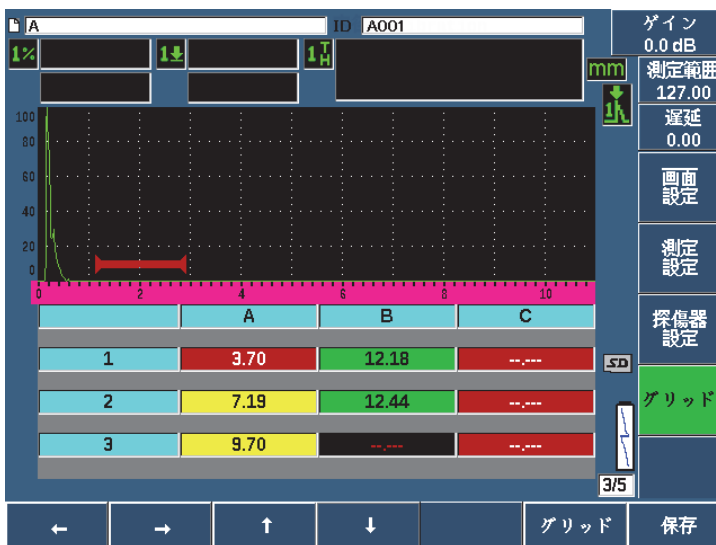 A ID A001
ゲイン
0.0 dB
1%
1
1 T H
mm
測定範囲
127.00
1
遅延
0.00
画面
設定
測定
設定
探傷器
設定
グリッド
100
80
60
40
20
0
0 2 4 6 8 10
A B C
1 3.70 12.18 --.---
2 7.19 12.44 --.---
3 9.70 --.--- --.---
SD
3/5
← → ↑ ↓ グリッド 保存